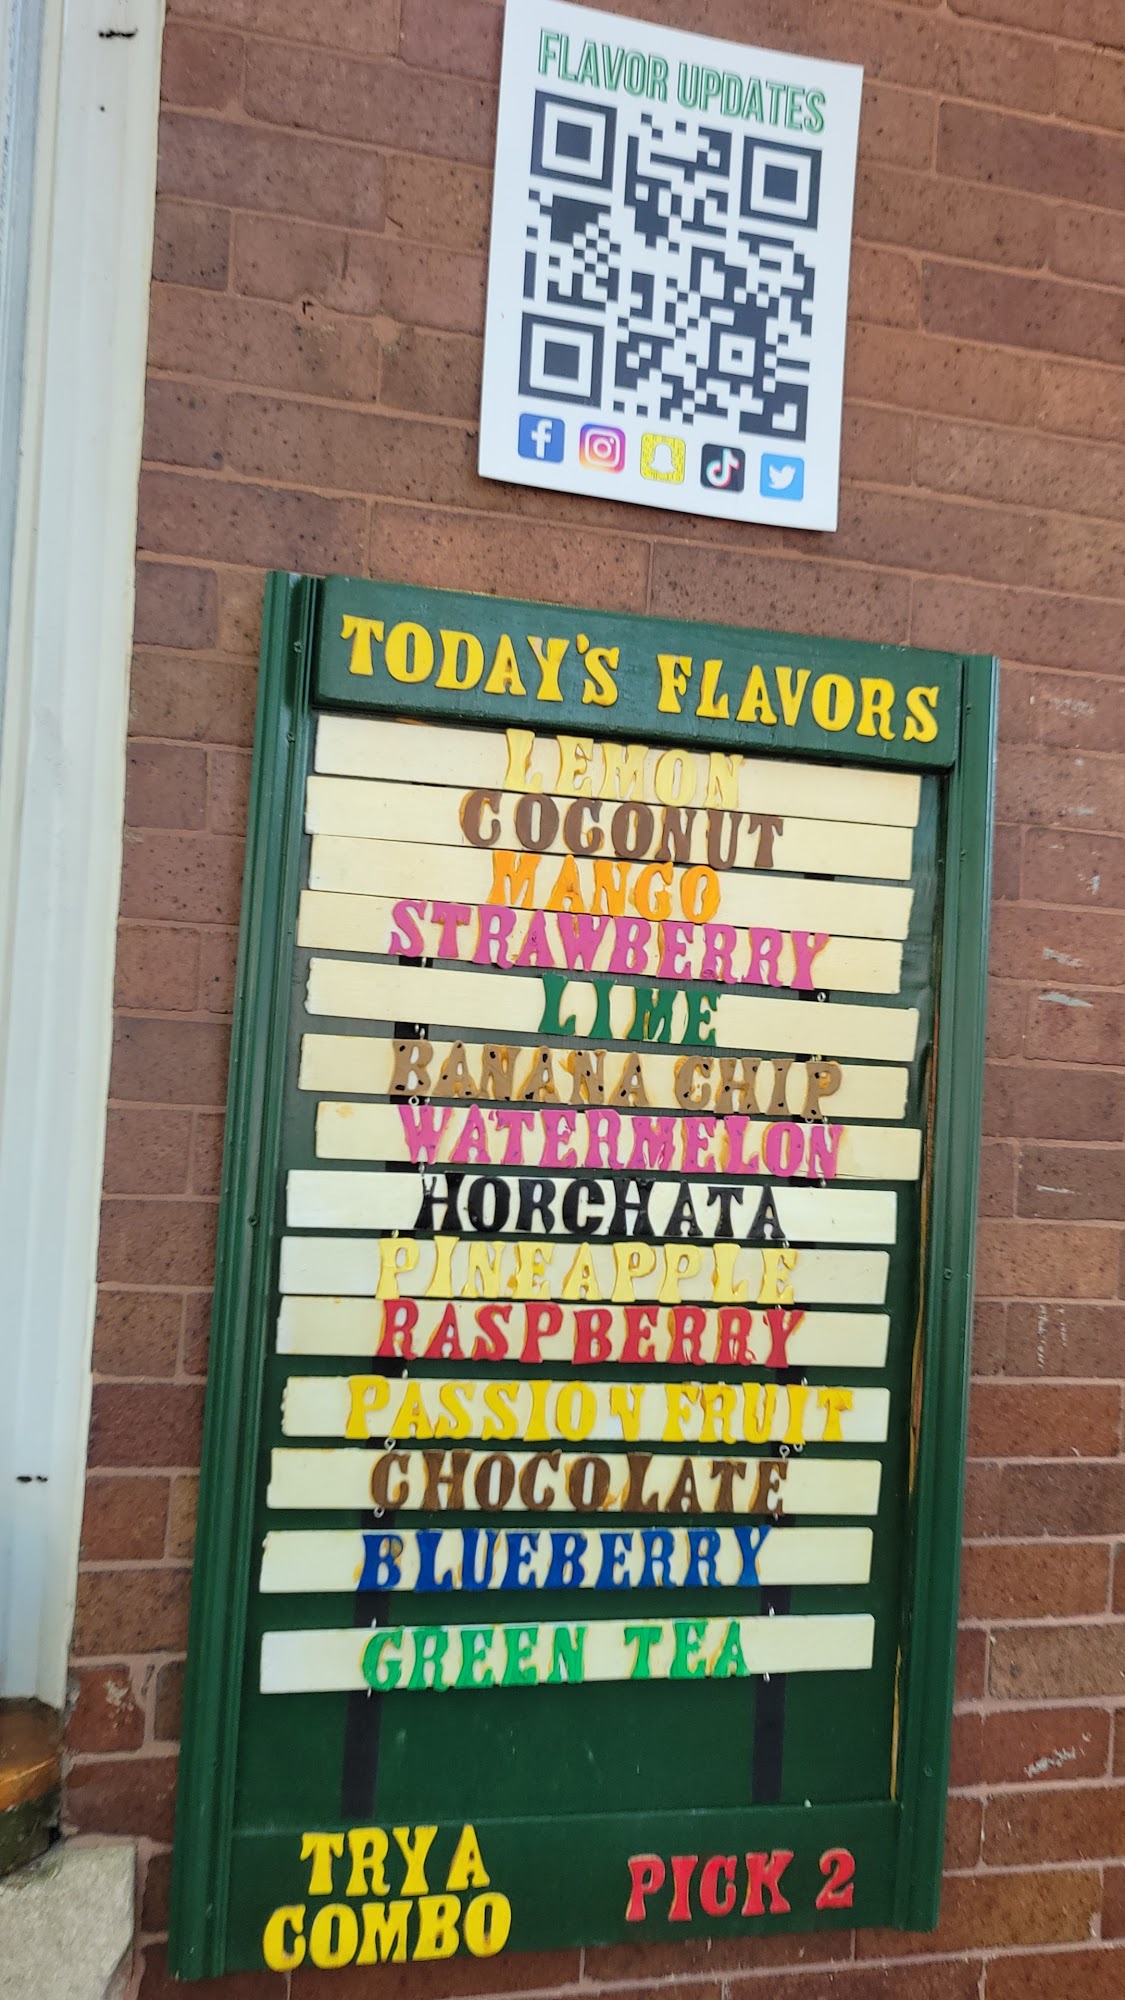 FLAVOR UPDATES
TODAY'S FLAVORS
LEMON
COCONUT
MANGO
STRAWBERRY
LIME
BANANA CHIP
WATERMELON
HORCHATA
PINEAPPLE
RASPBERRY
PASSION FRUIT
CHOCOLATE
BLUEBERRY
GREEN TEA
TRY A
COMBO
PICK 2